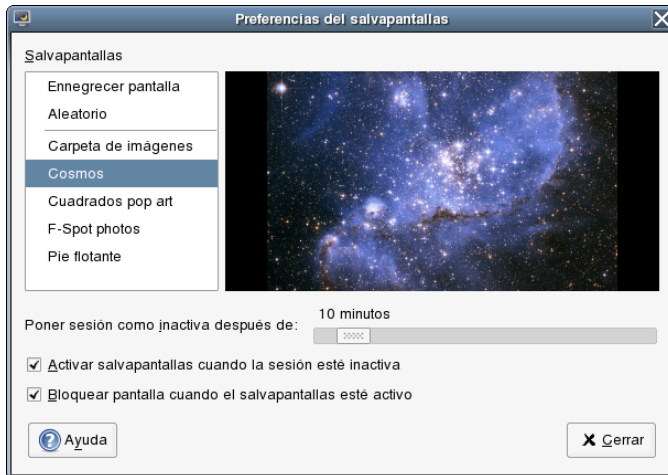 Preferencias del salvapantallas
Salvapantallas
Ennegrecer pantalla
Aleatorio
Carpeta de imágenes
Cosmos
Cuadrados pop art
F-Spot photos
Pie flotante
10 minutos
Poner sesión como inactiva después de:
Activar salvapantallas cuando la sesión esté inactiva
Bloquear pantalla cuando el salvapantallas esté activo
Ayuda
Cerrar